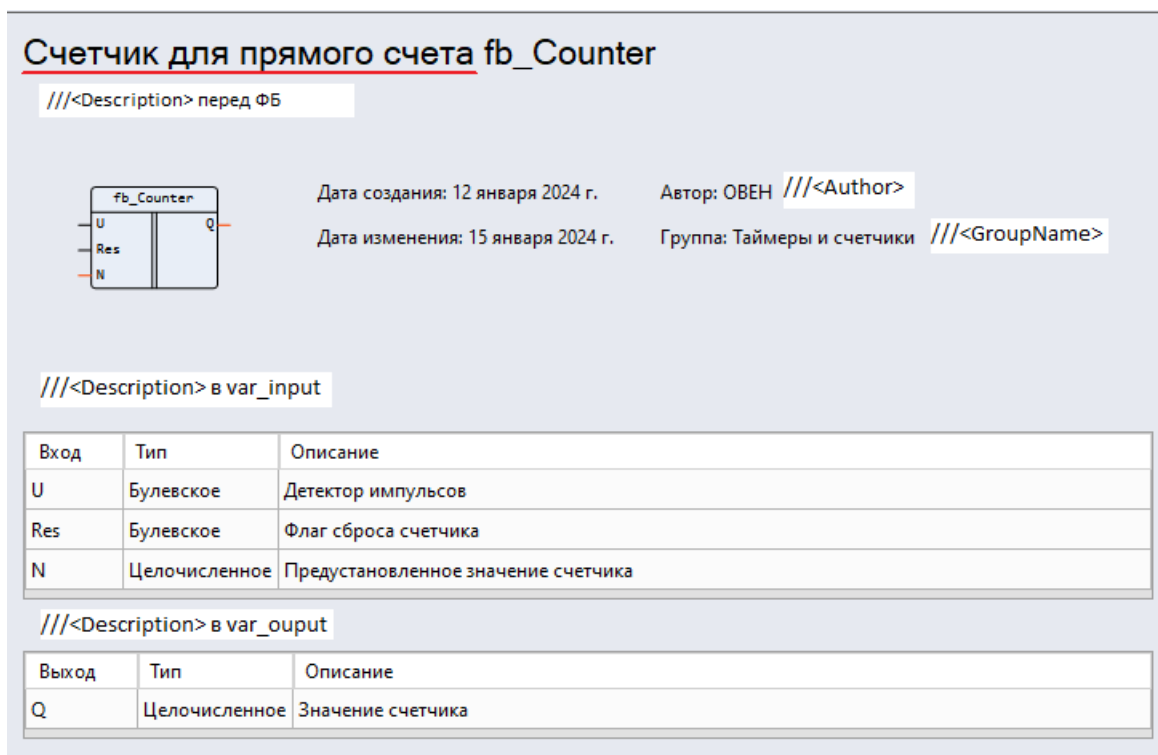 Счетчик для прямого счета fb_Counter
///<Description> перед ФБ
fb_Counter
U Q
Res
N
Дата создания: 12 января 2024 г. Автор: ОВЕН ///<Author>
Дата изменения: 15 января 2024 г. Группа: Таймеры и счетчики ///<GroupName>
///<Description> в var_input
Вход Тип Описание
U Булевское Детектор импульсов
Res Булевское Флаг сброса счетчика
N Целочисленное Предустановленное значение счетчика
///<Description> в var_ouput
Выход Тип Описание
Q Целочисленное Значение счетчика